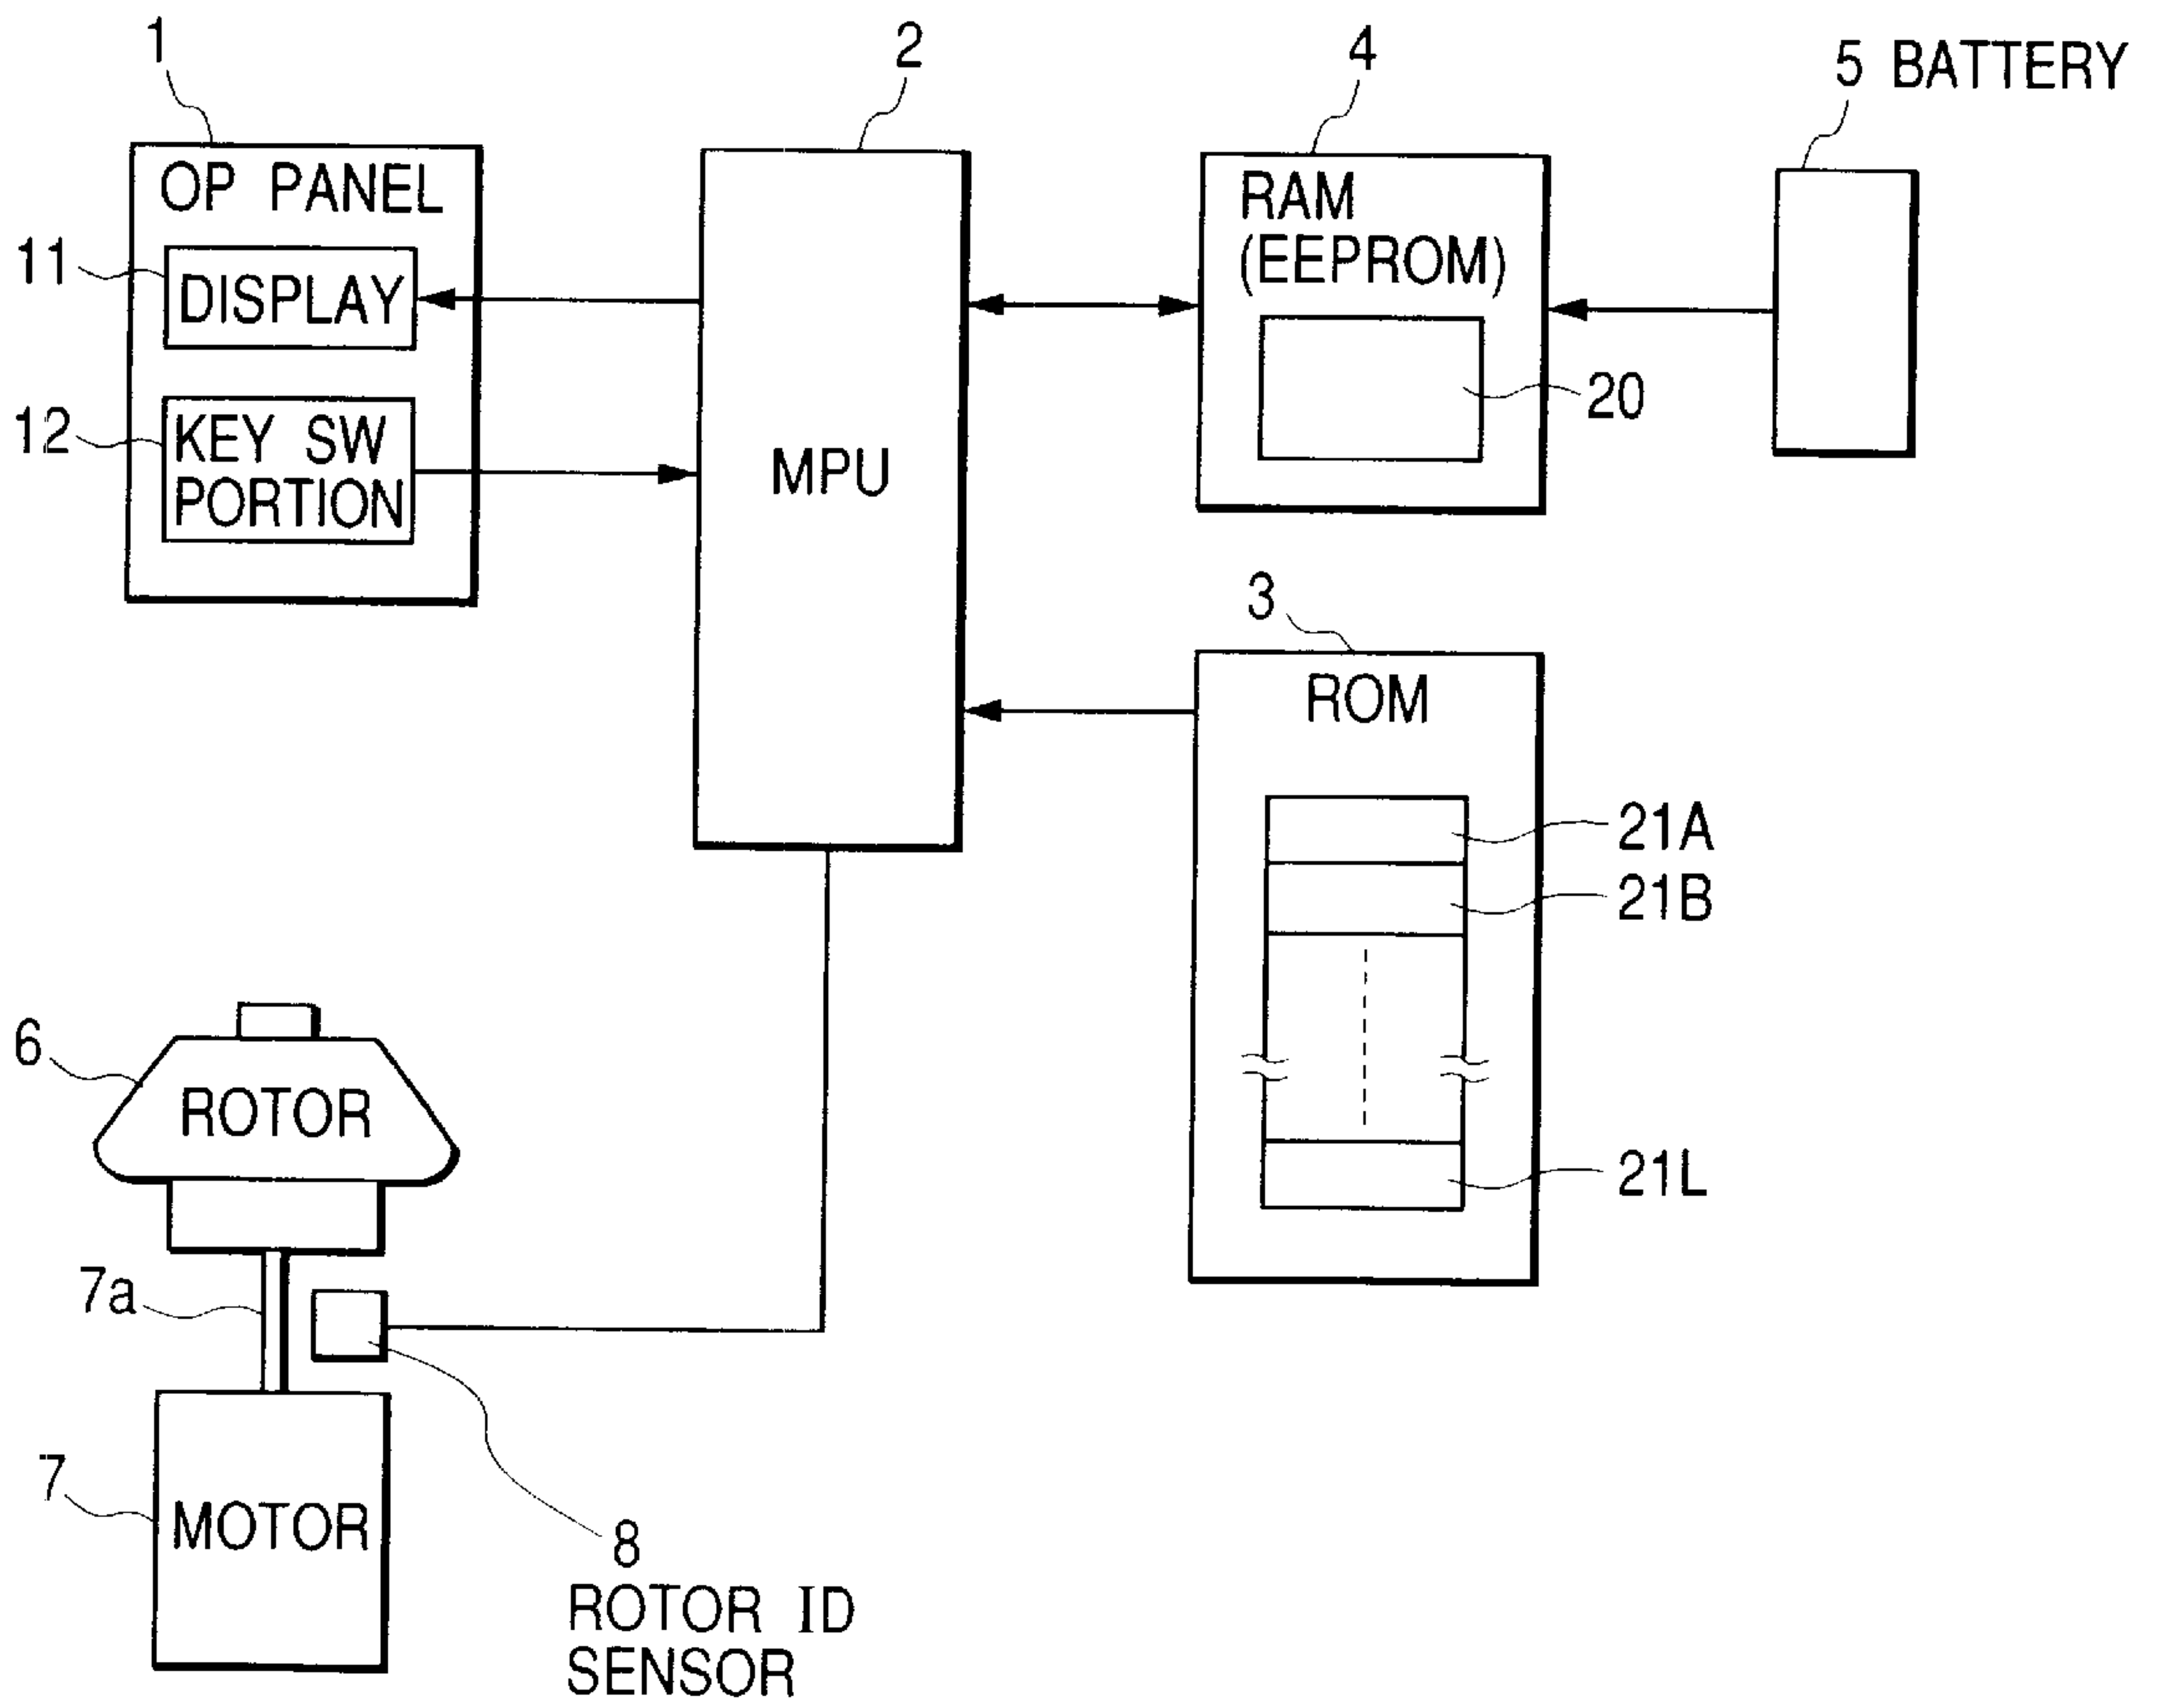 1
2
4
5 BATTERY
OP PANEL
11
DISPLAY
12
KEY SW
PORTION
MPU
RAM
(EEPROM)
20
3
ROM
21A
21B
21L
6
ROTOR
7a
7
MOTOR
8
ROTOR ID
SENSOR